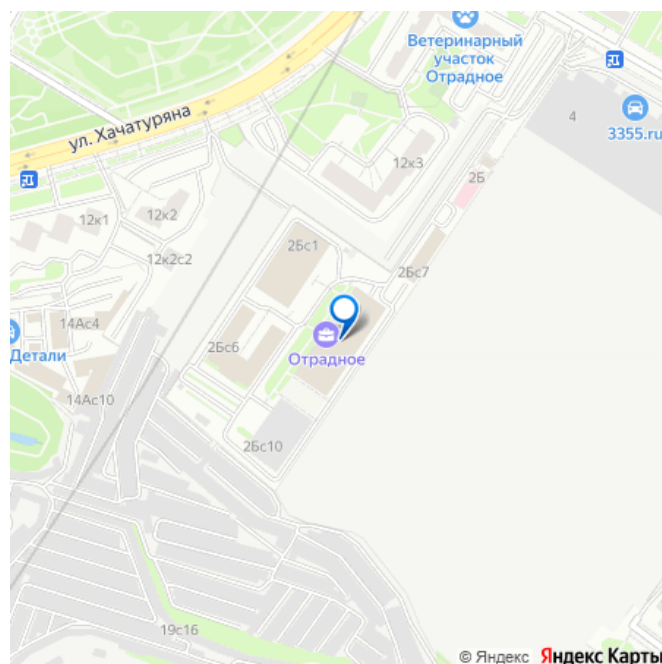 Ветеринарный
участок
Отрадное
4
3355.ru
ул. Хачатуряна
12к3
2Б
12к1
12к2
12к2с2
2Бс1
2Бс7
14Ас4
Детали
2Бс6
Отрадное
14Ас10
2Бс10
19с16
© Яндекс Яндекс Карты